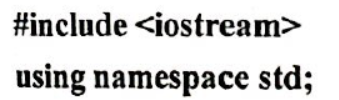 #include <iostream>
using namespace std;